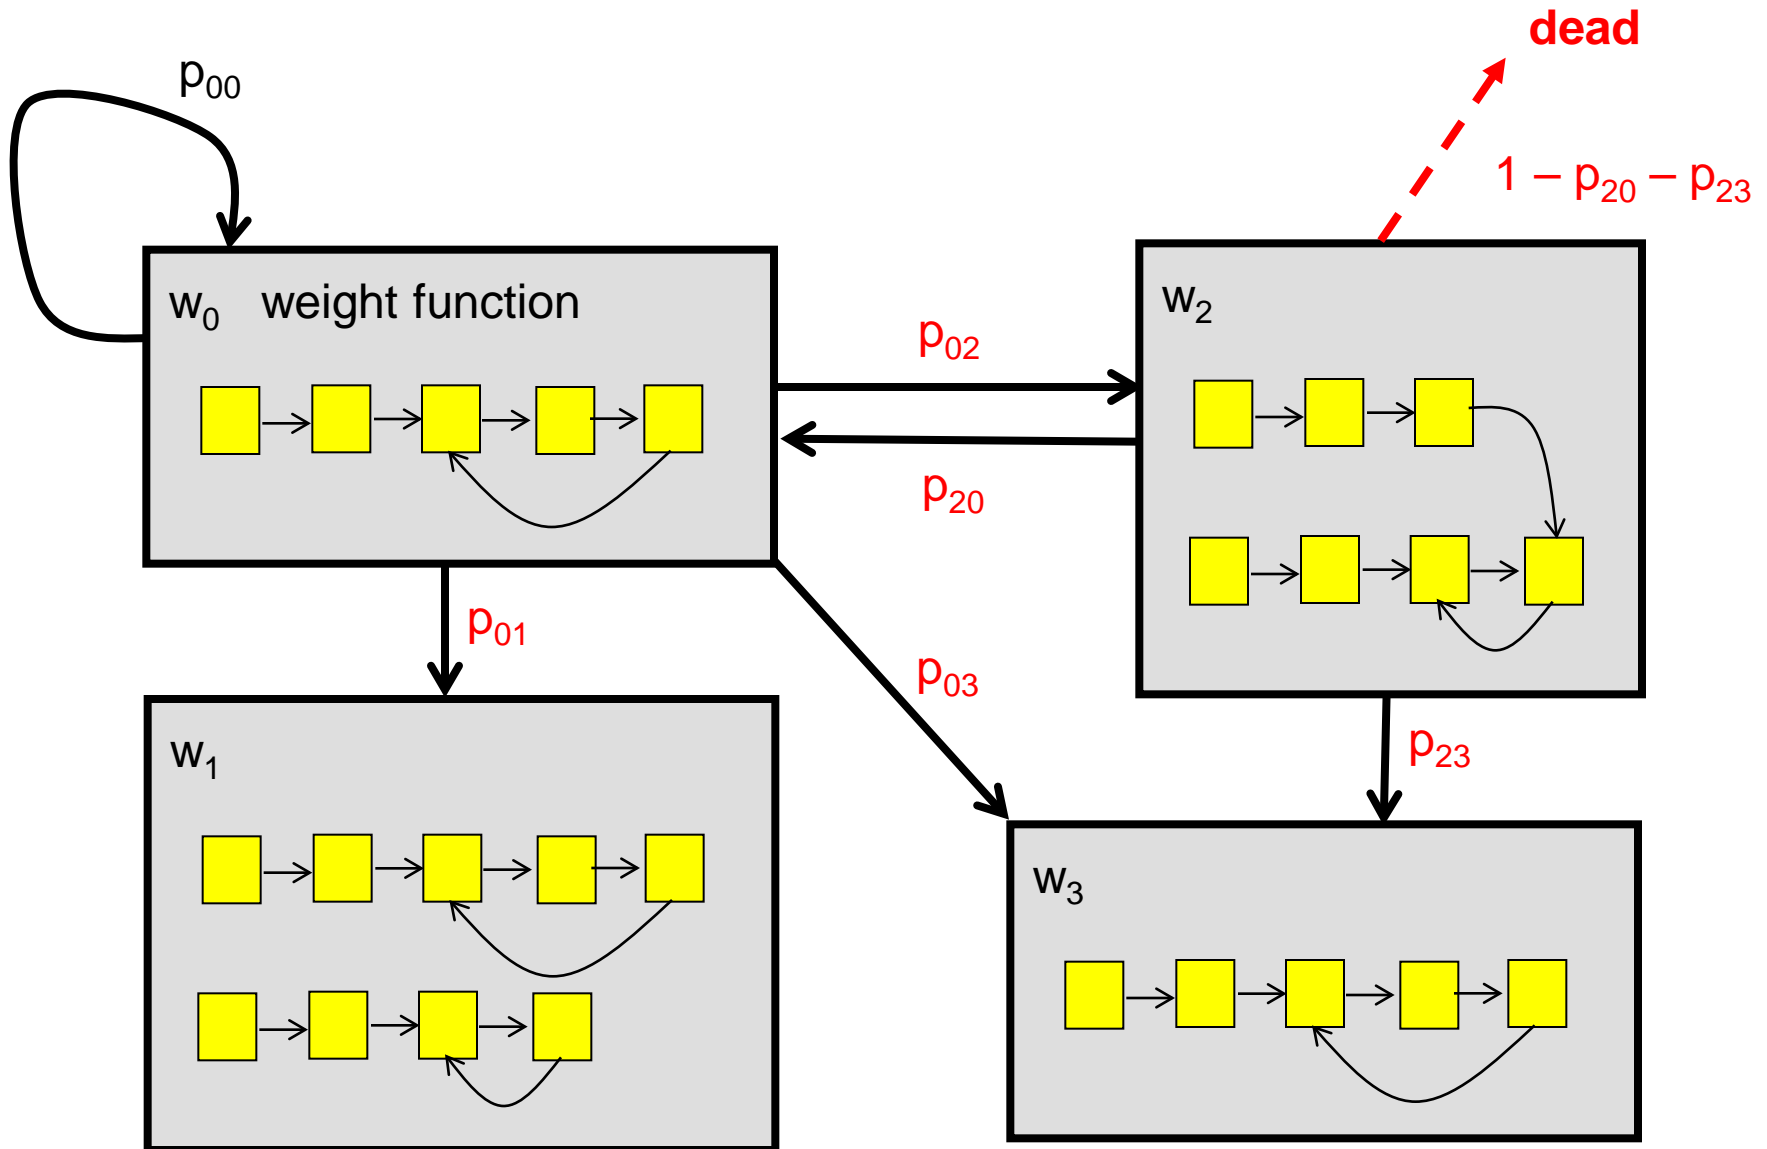 dead
p₀₀
1 – p₂₀ – p₂₃
w₀ weight function
w₂
p₀₂
p₂₀
p₀₁
p₀₃
w₁
p₂₃
w₃